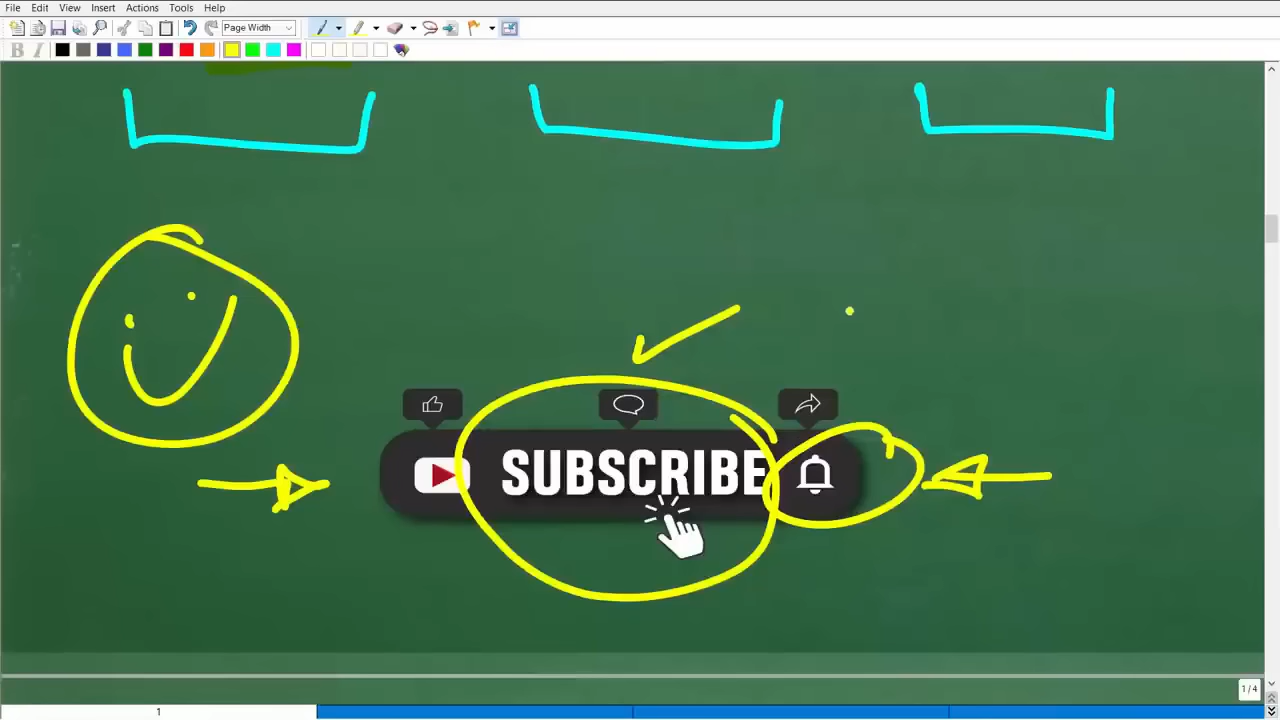 File Edit View Insert Actions Tools Help
Page Width
B I
SUBSCRIBE
1 / 4
1